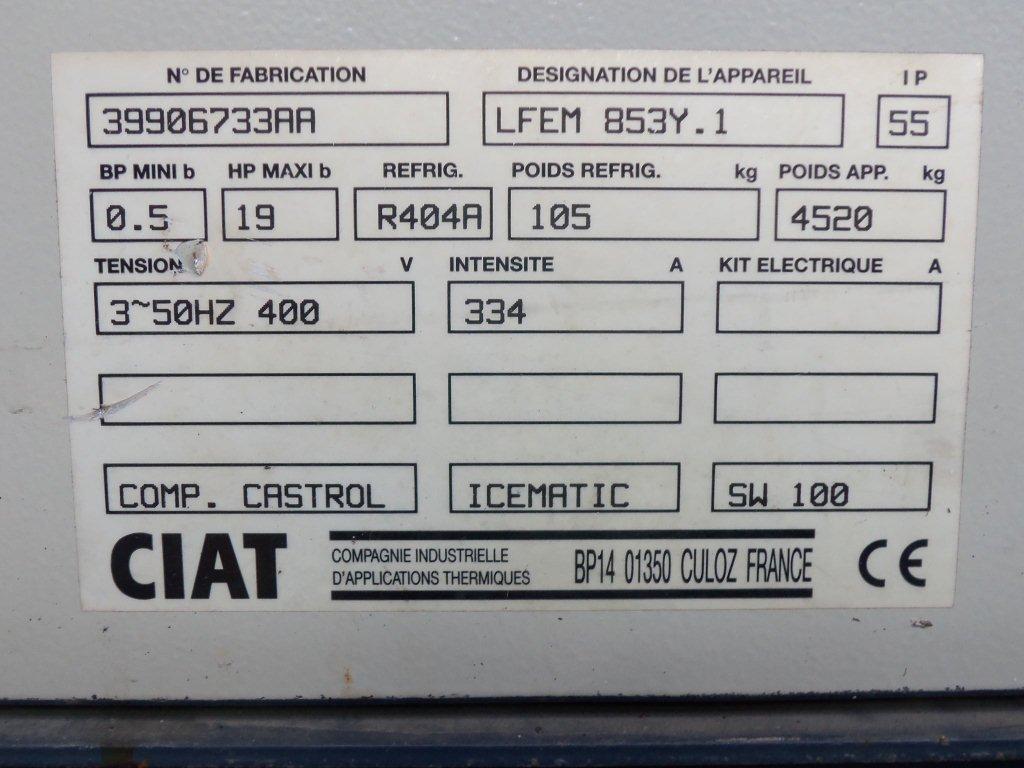 N° DE FABRICATION DESIGNATION DE L'APPAREIL I P
39906733AA LFEM 853Y.1 55
BP MINI b HP MAXI b REFRIG. POIDS REFRIG. kg POIDS APP. kg
0.5 19 R404A 105 4520
TENSION V INTENSITE A KIT ELECTRIQUE A
3~50HZ 400 334
COMP. CASTROL ICEMATIC SW 100
CIAT COMPAGNIE INDUSTRIELLE
D'APPLICATIONS THERMIQUES BP14 01350 CULOZ FRANCE CE